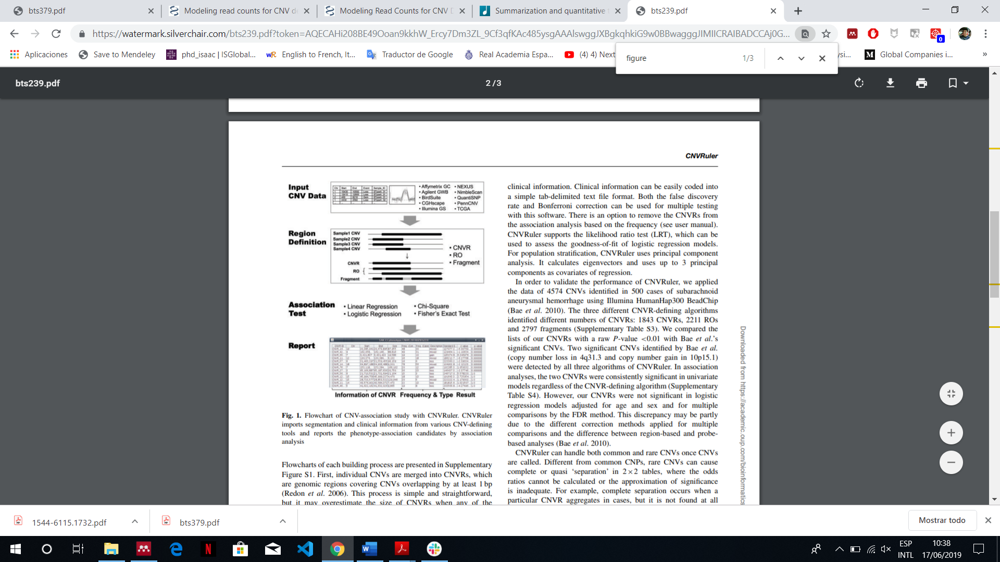 bts379.pdf
Modeling read counts for CNV d
Modeling Read Counts for CNV D
Summarization and quantitative
bts239.pdf
https://watermark.silverchair.com/bts239.pdf?token=AQECAHi208BE49Ooan9kkhW_Ercy7Dm3ZL_9Cf3qfKAc485ysgAAAlswggJXBgkqhkiG9w0BBwagggJIMIICRAIBADCCAj0G...
0
Aplicaciones
Save to Mendeley
phd_isaac | ISGlobal...
English to French, It...
Traductor de Google
Real Academia Espa...
(4) 4) Next
Global Companies i...
»
figure
1/3
bts239.pdf
2 / 3
CNVRuler
Input
CNV Data
• Affymetrix GC
• Agilent GWB
• BirdSuite
• CGHscape
• Illumina GS
• NEXUS
• NimbleScan
• QuantiSNP
• PennCNV
• TCGA
Region
Definition
Sample1 CNV
Sample2 CNV
Sample3 CNV
Sample4 CNV
CNVR
RO
Fragment
• CNVR
• RO
• Fragment
Association
Test
• Linear Regression
• Logistic Regression
• Chi-Square
• Fisher's Exact Test
Report
Information of CNVR Frequency & Type Result
Fig. 1. Flowchart of CNV-association study with CNVRuler. CNVRuler
imports segmentation and clinical information from various CNV-defining
tools and reports the phenotype-association candidates by association
analysis
Flowcharts of each building process are presented in Supplementary
Figure S1. First, individual CNVs are merged into CNVRs, which
are genomic regions covering CNVs overlapping by at least 1 bp
(Redon et al. 2006). This process is simple and straightforward,
but it may overestimate the size of CNVRs when any of the
clinical information. Clinical information can be easily coded into
a simple tab-delimited text file format. Both the false discovery
rate and Bonferroni correction can be used for multiple testing
with this software. There is an option to remove the CNVRs from
the association analysis based on the frequency (see user manual).
CNVRuler supports the likelihood ratio test (LRT), which can be
used to assess the goodness-of-fit of logistic regression models.
For population stratification, CNVRuler uses principal component
analysis. It calculates eigenvectors and uses up to 3 principal
components as covariates of regression.
In order to validate the performance of CNVRuler, we applied
the data of 4574 CNVs identified in 500 cases of subarachnoid
aneurysmal hemorrhage using Illumina HumanHap300 BeadChip
(Bae et al. 2010). The three different CNVR-defining algorithms
identified different numbers of CNVRs: 1843 CNVRs, 2211 ROs
and 2797 fragments (Supplementary Table S3). We compared the
lists of our CNVRs with a raw P-value <0.01 with Bae et al.'s
significant CNVs. Two significant CNVs identified by Bae et al.
(copy number loss in 4q31.3 and copy number gain in 10p15.1)
were detected by all three algorithms of CNVRuler. In association
analyses, the two CNVRs were consistently significant in univariate
models regardless of the CNVR-defining algorithm (Supplementary
Table S4). However, our CNVRs were not significant in logistic
regression models adjusted for age and sex and for multiple
comparisons by the FDR method. This discrepancy may be partly
due to the different correction methods applied for multiple
comparisons and the difference between region-based and probe-
based analyses (Bae et al. 2010).
CNVRuler can handle both common and rare CNVs once CNVs
are called. Different from common CNPs, rare CNVs can cause
complete or quasi 'separation' in 2×2 tables, where the odds
ratios cannot be calculated or the approximation of significance
is inadequate. For example, complete separation occurs when a
particular CNVR aggregates in cases, but it is not found at all
Downloaded from https://academic.oup.com/bioinformatics
1544-6115.1732.pdf
bts379.pdf
Mostrar todo
ESP
INTL
10:38
17/06/2019